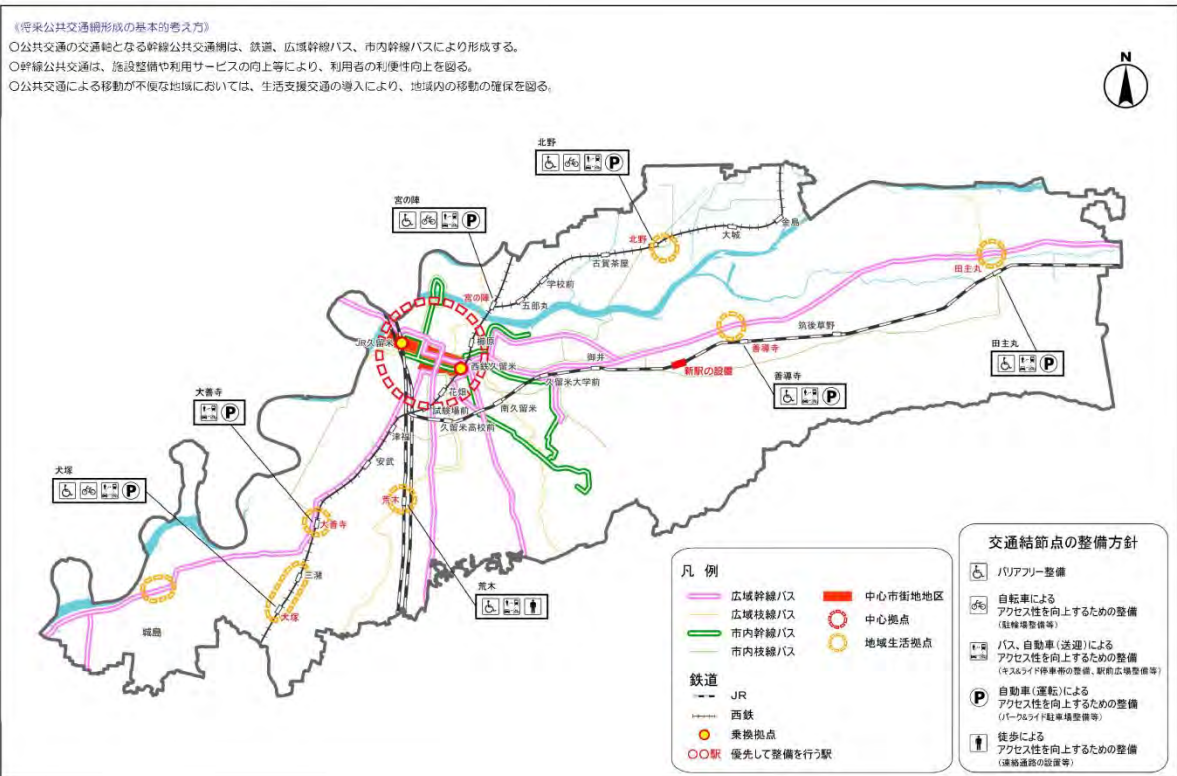 《将来公共交通網形成の基本的考え方》
○公共交通の交通軸となる幹線公共交通網は、鉄道、広域幹線バス、市内幹線バスにより形成する。
○幹線公共交通は、施設整備や利用サービスの向上等により、利用者の利便性向上を図る。
○公共交通による移動が不便な地域においては、生活支援交通の導入により、地域内の移動の確保を図る。
N
北野
P
宮の陣
P
北野
大城
金島
古賀茶屋
学校前
五郎丸
宮の陣
櫛原
JR久留米
西鉄久留米
花畑
試験場前
津福
久留米高校前
南久留米
久留米大学前
御井
新駅の設置
善導寺
筑後草野
田主丸
田主丸
P
善導寺
P
大善寺
P
安武
大塚
P
荒木
大善寺
三潴
大塚
城島
荒木
凡 例
広域幹線バス
広域枝線バス
市内幹線バス
市内枝線バス
中心市街地地区
中心拠点
地域生活拠点
鉄道
JR
西鉄
乗換拠点
○○駅 優先して整備を行う駅
交通結節点の整備方針
バリアフリー整備
自転車による
アクセス性を向上するための整備
(駐輪場整備等)
バス、自動車(送迎)による
アクセス性を向上するための整備
(キス&ライド停車帯の整備、駅前広場整備等)
P
自動車(運転)による
アクセス性を向上するための整備
(パーク&ライド駐車場整備等)
徒歩による
アクセス性を向上するための整備
(連絡通路の設置等)